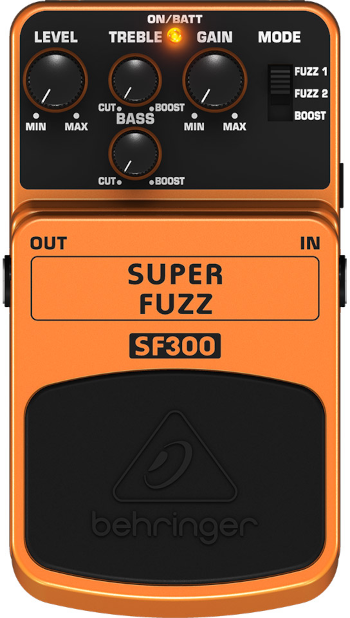 ON/BATT
LEVEL TREBLE GAIN MODE
FUZZ 1
FUZZ 2
BOOST
CUT BOOST
MIN MAX BASS MIN MAX
CUT BOOST
OUT IN
SUPER
FUZZ
SF300
behringer